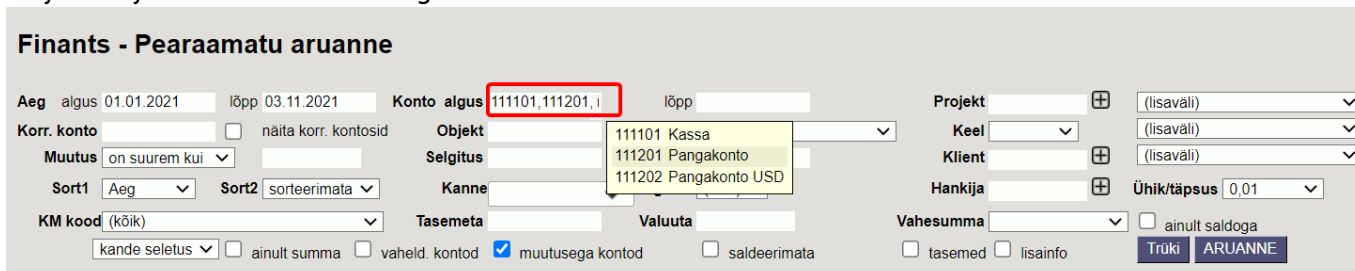 Finants - Pearaamatu aruanne
Aeg algus 01.01.2021 lõpp 03.11.2021 Konto algus 111101,111201, lõpp Projekt (lisaväli)
Korr. konto näita korr. kontosid Objekt Keel (lisaväli)
111101 Kassa
111201 Pangakonto
111202 Pangakonto USD
Muutus on suurem kui Selgitus Klient (lisaväli)
Sort1 Aeg Sort2 sorteerimata Kanne Hankija Ühik/täpsus 0,01
KM kood (kõik) Tasemeta Valuuta Vahesumma ainult saldoga
kande seletus ainult summa vaheld. kontod muutusega kontod saldeerimata tasemed lisainfo Trüki ARUANNE